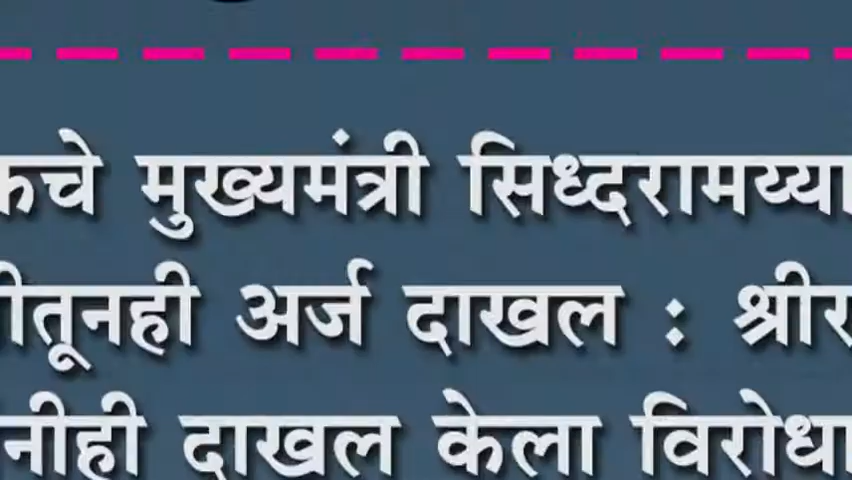 कचे मुख्यमंत्री सिध्दरामय्या
ीतूनही अर्ज दाखल : श्रीर
नीही दाखल केला विरोधा